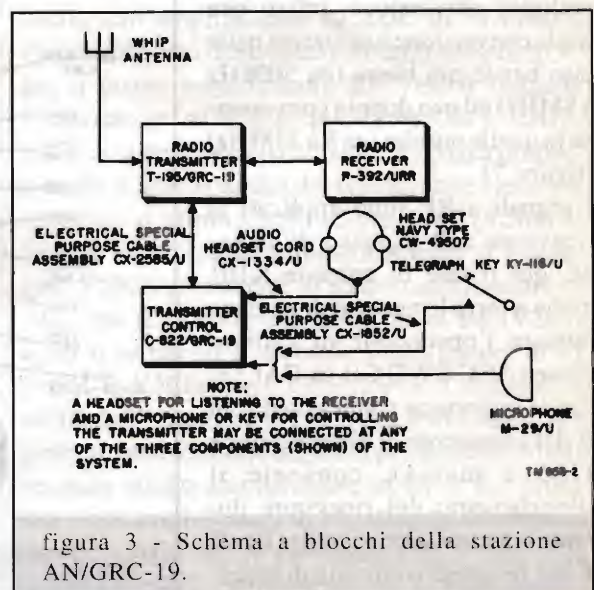 WHIP
ANTENNA
RADIO
TRANSMITTER
T-195/GRC-19
RADIO
RECEIVER
R-392/URR
ELECTRICAL SPECIAL
PURPOSE CABLE
ASSEMBLY CX-2585/U
AUDIO
HEADSET CORD
CX-1334/U
HEAD SET
NAVY TYPE
CW-49507
TELEGRAPH KEY KY-116/U
TRANSMITTER
CONTROL
C-822/GRC-19
ELECTRICAL SPECIAL
PURPOSE CABLE
ASSEMBLY CX-1852/U
MICROPHONE
M-29/U
NOTE:
A HEADSET FOR LISTENING TO THE RECEIVER
AND A MICROPHONE OR KEY FOR CONTROLLING
THE TRANSMITTER MAY BE CONNECTED AT ANY
OF THE THREE COMPONENTS (SHOWN) OF THE
SYSTEM.
TM 858-2
figura 3 - Schema a blocchi della stazione
AN/GRC-19.